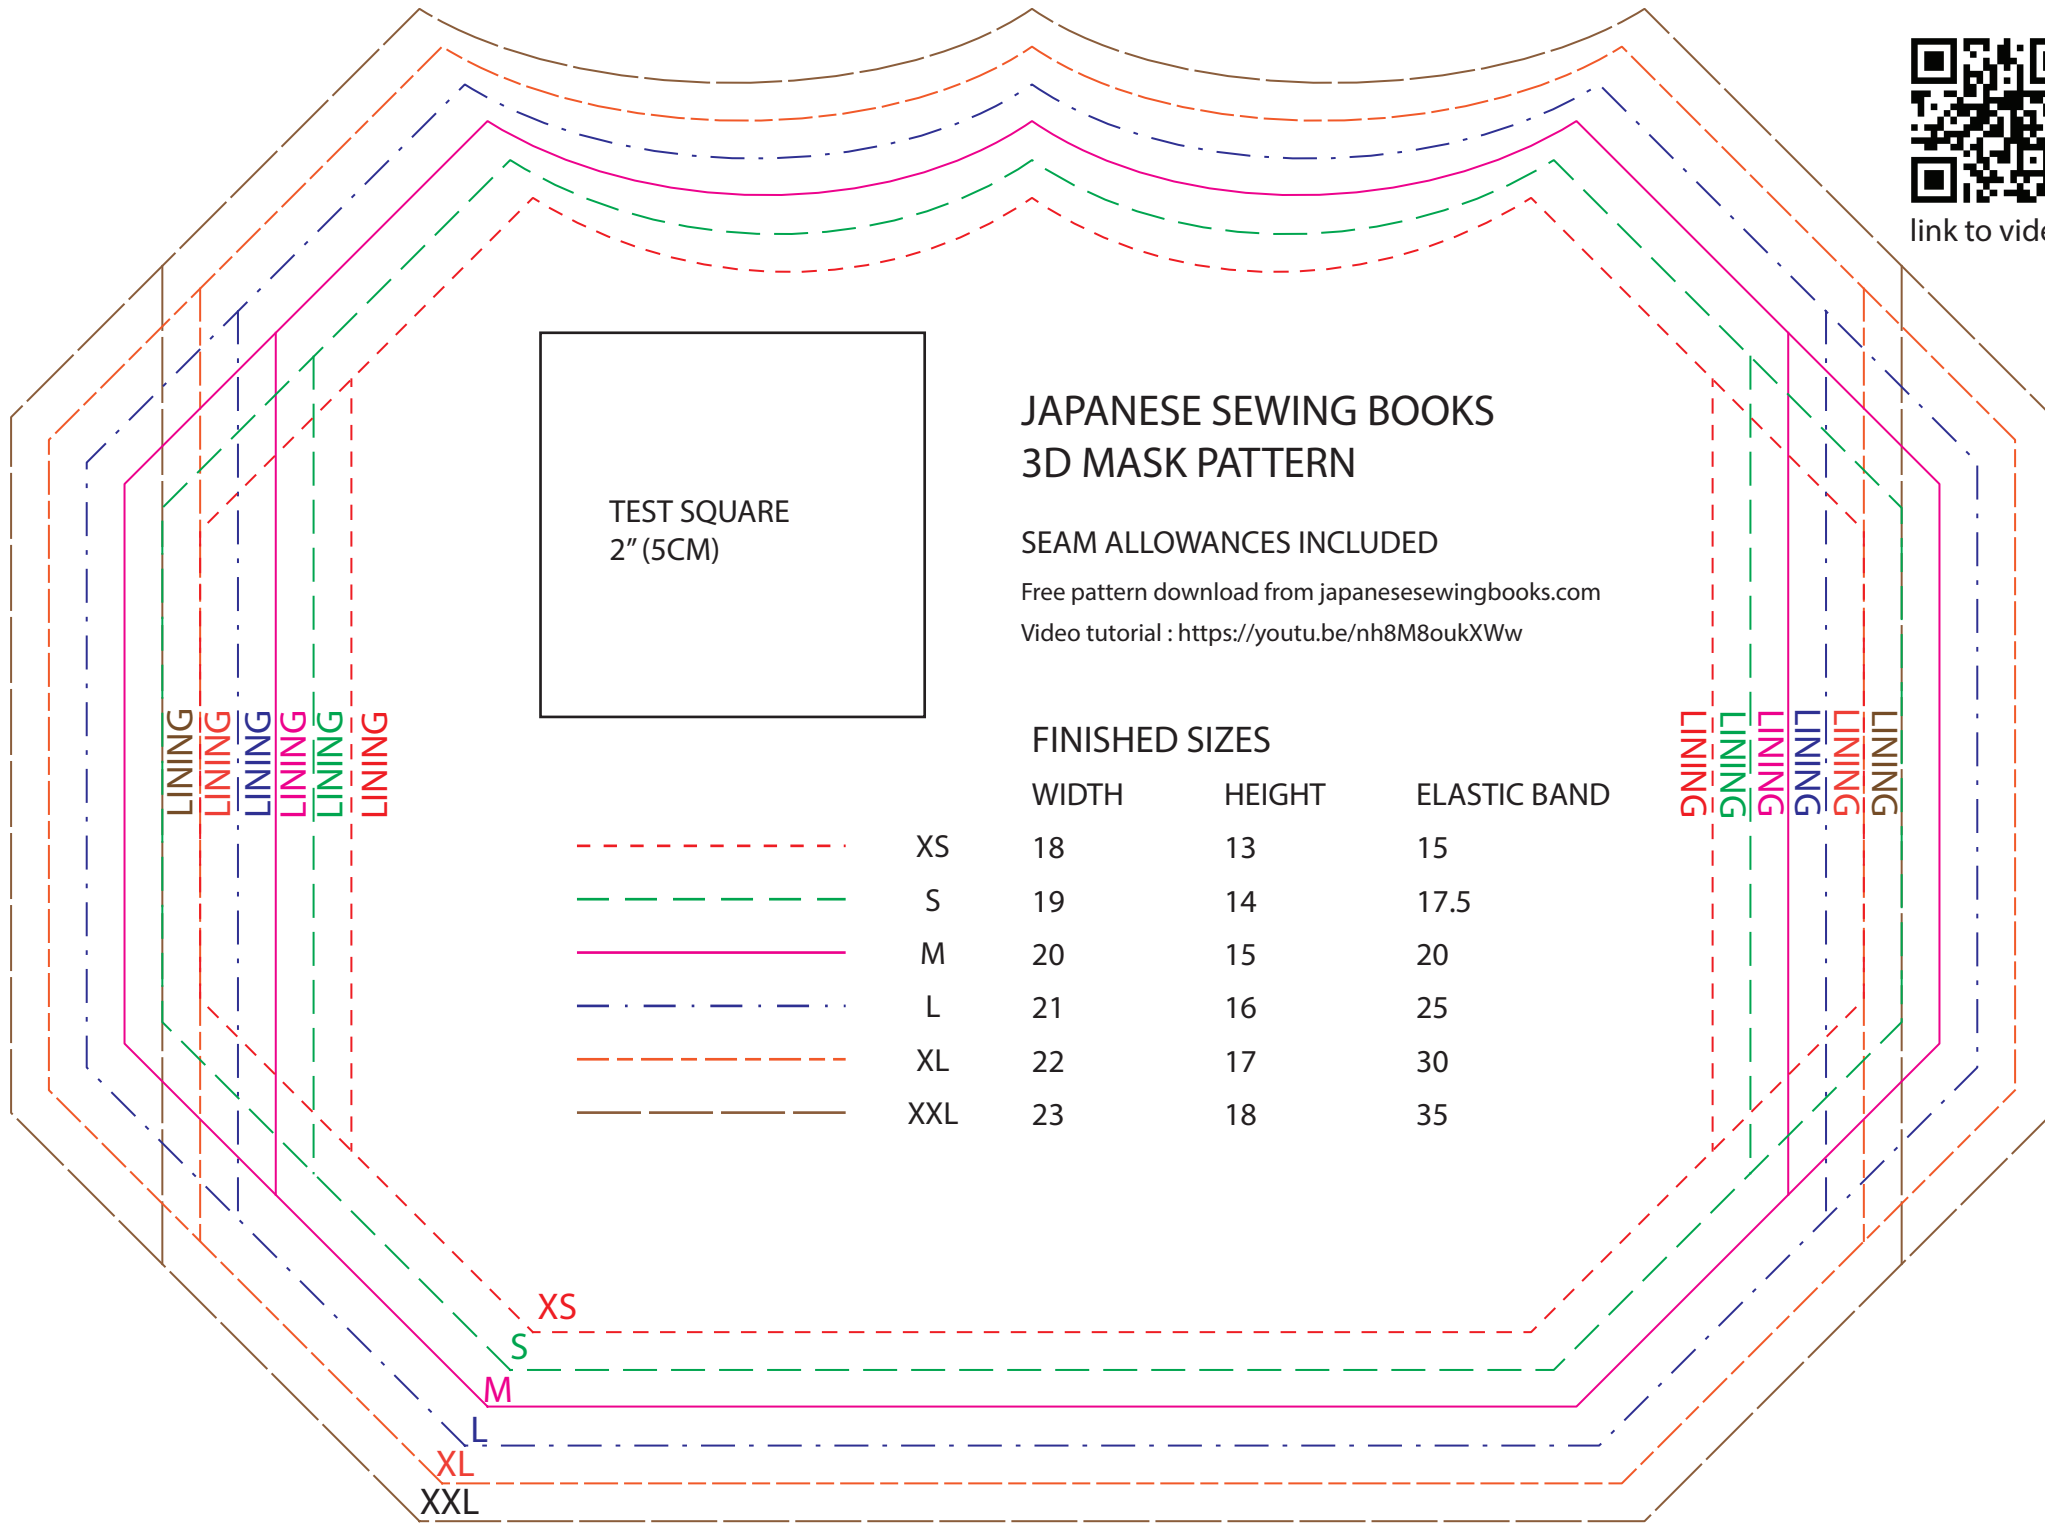 link to vide
TEST SQUARE
2” (5CM)
JAPANESE SEWING BOOKS
3D MASK PATTERN
SEAM ALLOWANCES INCLUDED
Free pattern download from japanesesewingbooks.com
Video tutorial : https://youtu.be/nh8M8oukXWw
LINING
LINING
LINING
LINING
LINING
LINING
LINING
LINING
LINING
LINING
LINING
LINING
FINISHED SIZES
WIDTH HEIGHT ELASTIC BAND
XS 18 13 15
S 19 14 17.5
M 20 15 20
L 21 16 25
XL 22 17 30
XXL 23 18 35
XS
S
M
L
XL
XXL